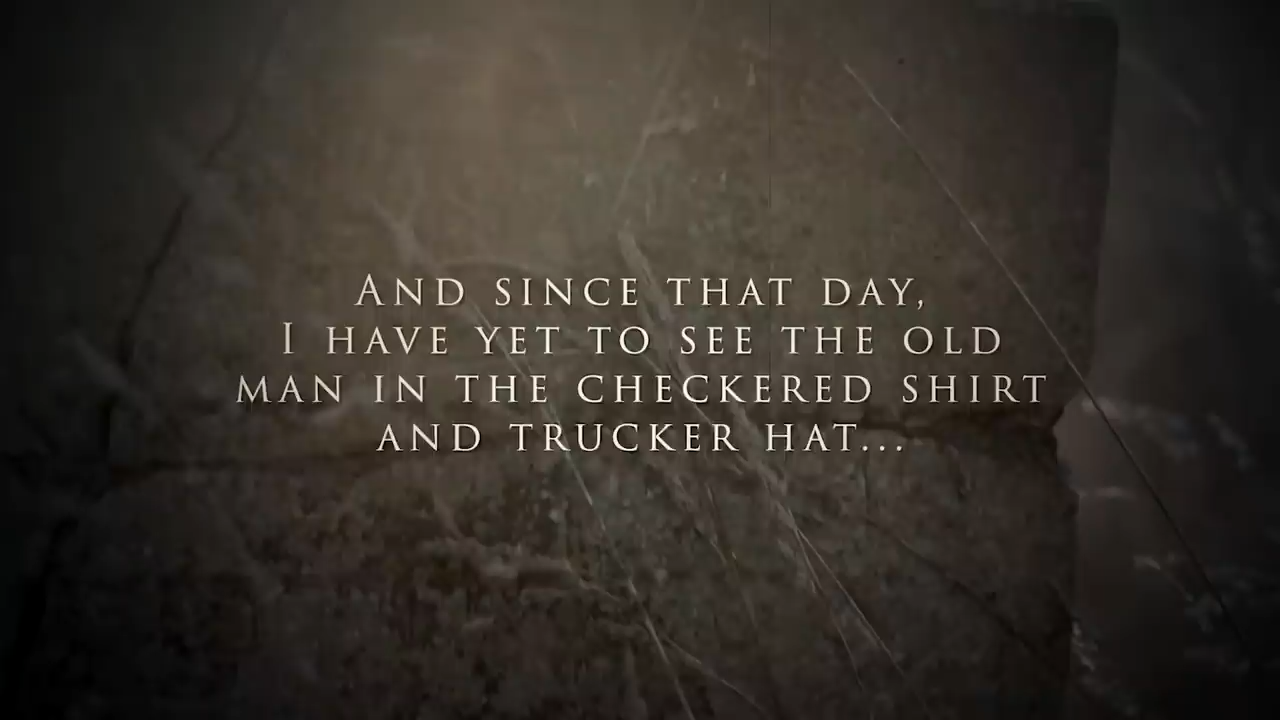 And since that day,
I have yet to see the old
man in the checkered shirt
and trucker hat...